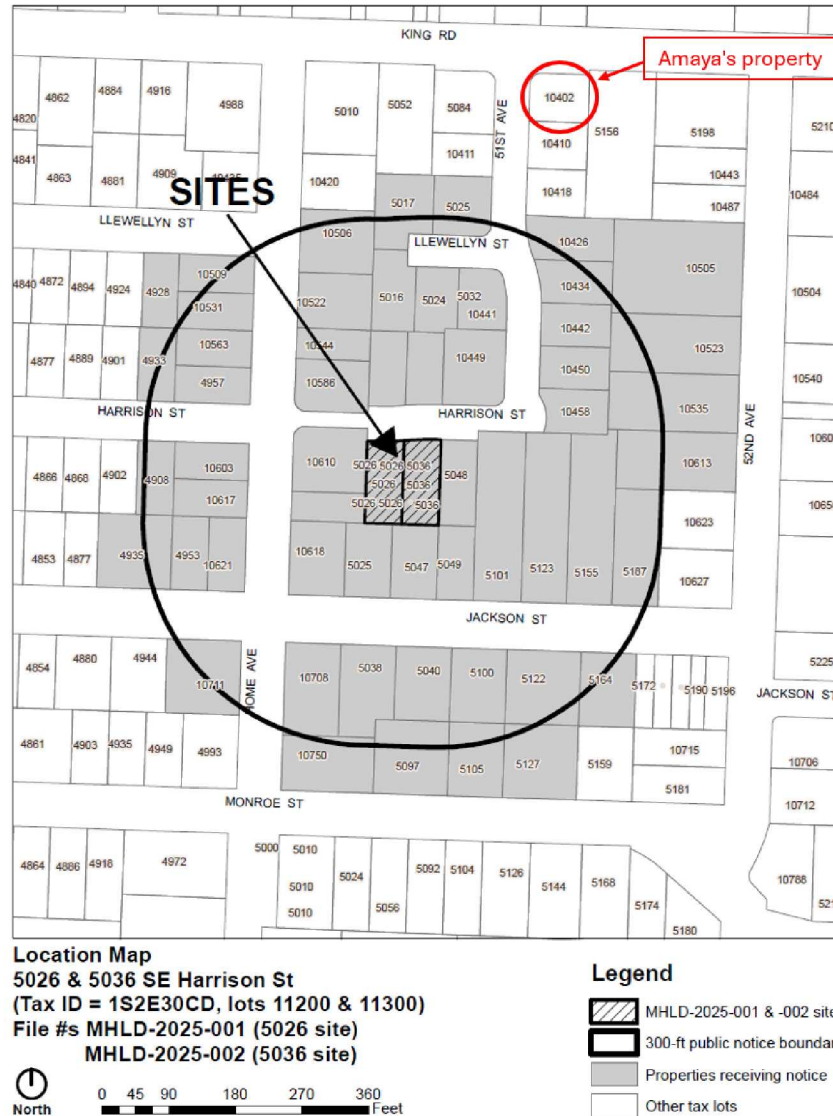 KING RD
Amaya's property
4862 4884 4916 4988 5010 5052 5084 10402 5156 5198 5210
4820
51ST AVE
4841 4863 4881 4909 10420 10411 10410 10443
10418 10487 10484
SITES
5017 5025
LLEWELLYN ST
10506 LLEWELLYN ST 10426 10505
10509
4840 4872 4894 4924 4928 10531 10522 5016 5024 5032 10441 10434 10504
10442 10523
4877 4889 4901 4933 10563 10449 10450
4957 10586 10458 10535 10540
HARRISON ST HARRISON ST
52ND AVE
4866 4868 4902 4908 10603 10610 5026 5026 5036 5048 10613
10617 5026 5036
5026 5026 5036 10623
4853 4877 4935 4953 10621 10618 5025 5047 5049 5101 5123 5155 5187 10627
JACKSON ST
4854 4880 4944 10711 HOME AVE 10708 5038 5040 5100 5122 5164 5172 5190 5196 5225
JACKSON ST
4861 4903 4935 4949 4993 10750 5097 5105 5127 5159 10715 10706
5181
MONROE ST 10712
4864 4886 4918 4972 5000 5010 5024 5092 5104 5126 5144 5168 10788
5010
5010 5056 5174
5180
Location Map
5026 & 5036 SE Harrison St
(Tax ID = 1S2E30CD, lots 11200 & 11300)
File #s MHLD-2025-001 (5026 site)
MHLD-2025-002 (5036 site)
North
0 45 90 180 270 360
Feet
Legend
MHLD-2025-001 & -002 site
300-ft public notice boundar
Properties receiving notice
Other tax lots